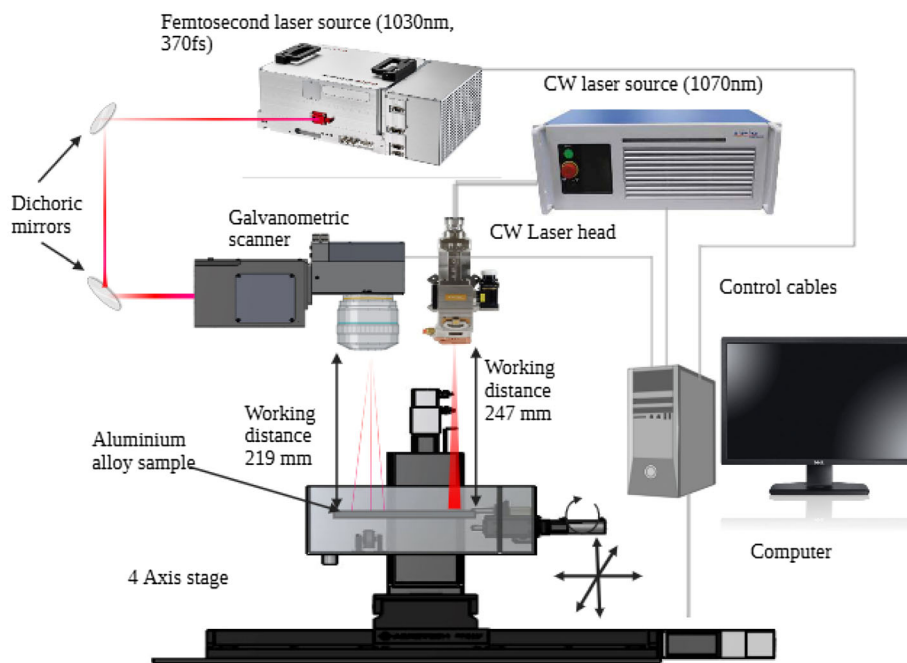 Femtosecond laser source (1030nm,
370fs)
CW laser source (1070nm)
Dichoric
mirrors
Galvanometric
scanner
CW Laser head
Control cables
Working
distance
247 mm
Working
distance
219 mm
Aluminium
alloy sample
DELL
Computer
4 Axis stage